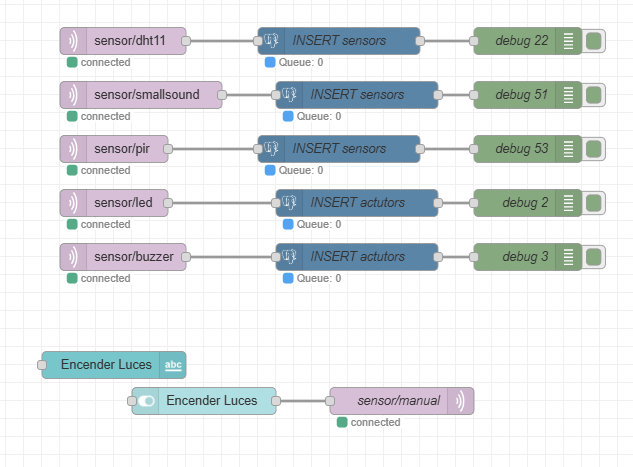 sensor/dht11 INSERT sensors debug 22
connected Queue: 0
sensor/smallsound INSERT sensors debug 51
connected Queue: 0
sensor/pir INSERT sensors debug 53
connected Queue: 0
sensor/led INSERT actutors debug 2
connected Queue: 0
sensor/buzzer INSERT actutors debug 3
connected Queue: 0
Encender Luces abc
Encender Luces sensor/manual
connected